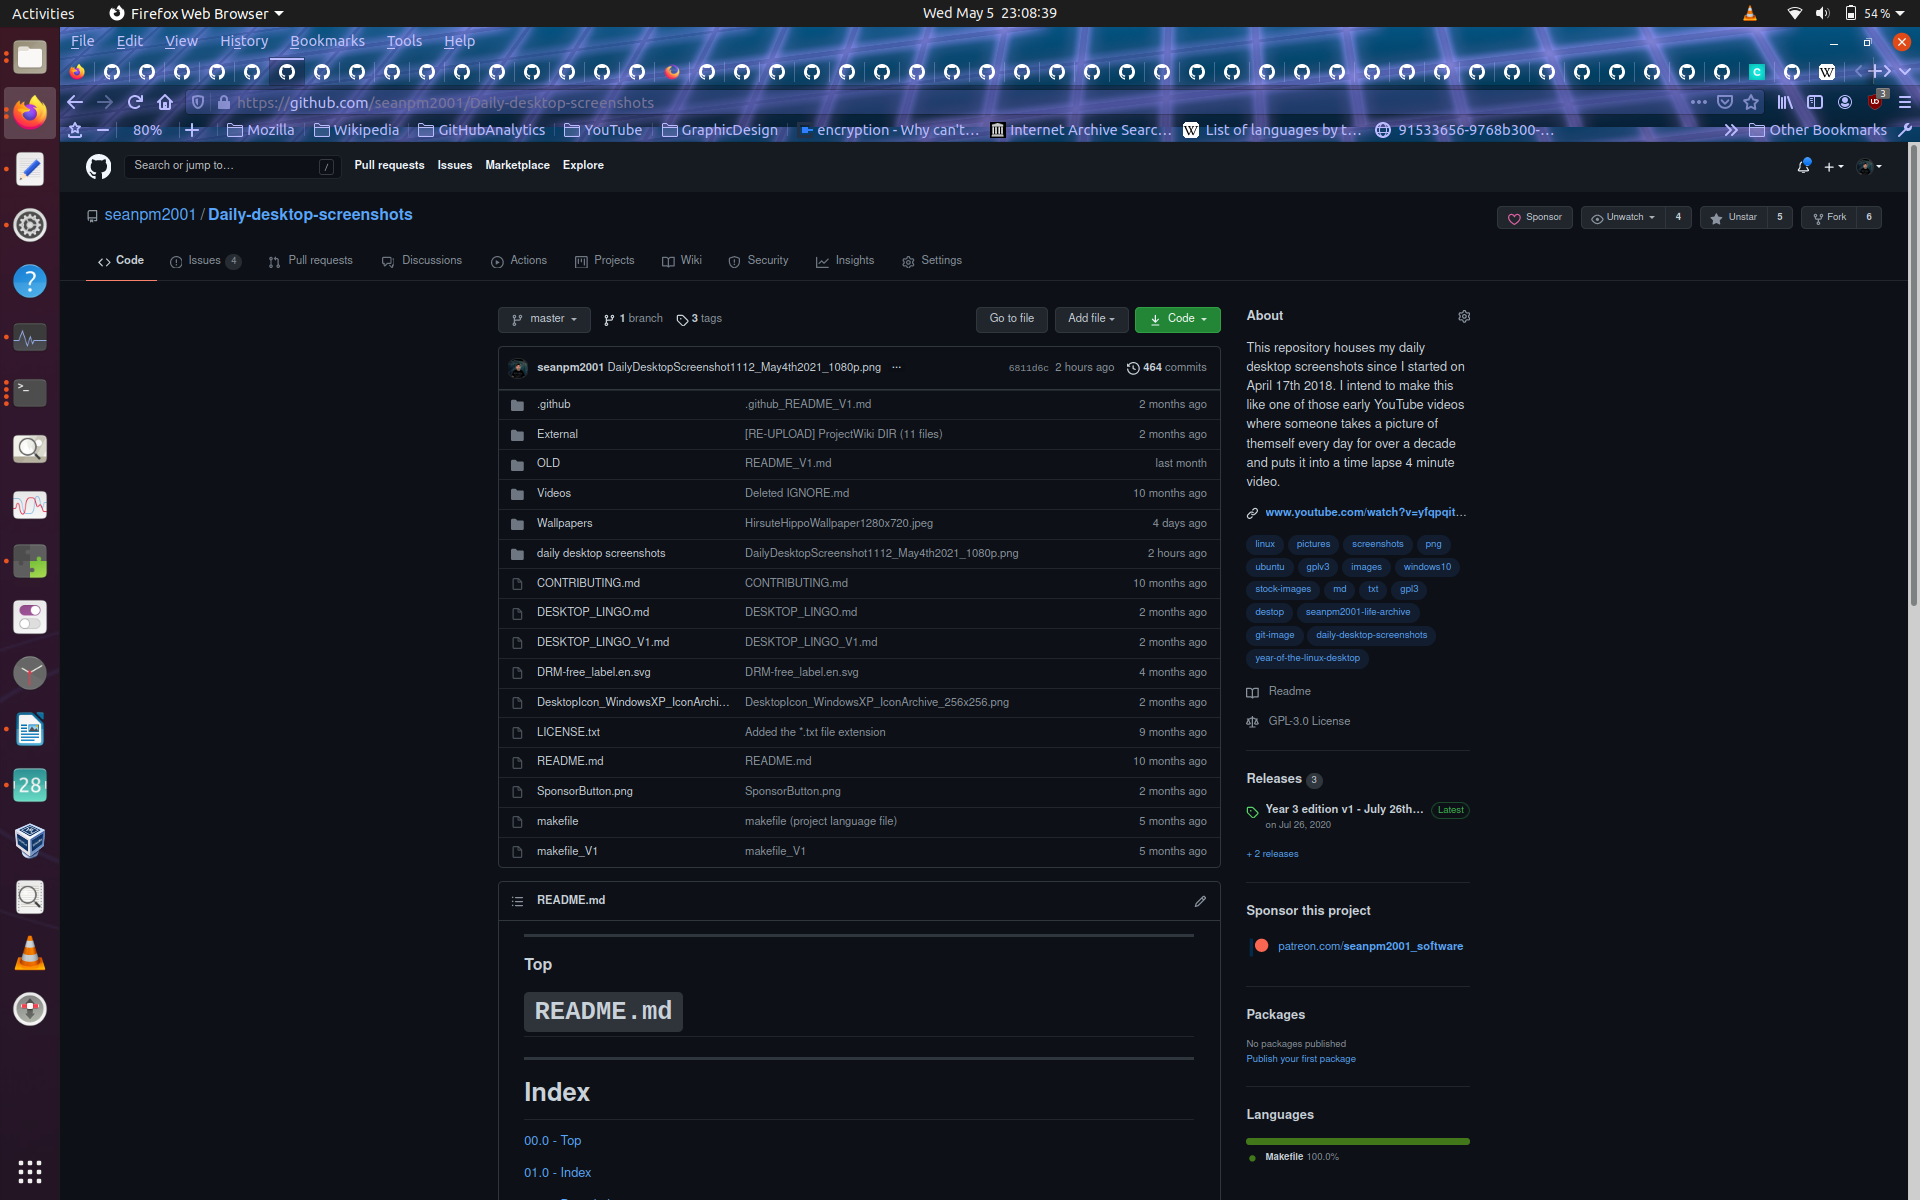 Activities Firefox Web Browser Wed May 5 23:08:39 54 %
File Edit View History Bookmarks Tools Help
https://github.com/seanpm2001/Daily-desktop-screenshots 3
80% Mozilla Wikipedia GitHubAnalytics YouTube GraphicDesign encryption - Why can't… Internet Archive Searc… W List of languages by t… 91533656-9768b300-… Other Bookmarks
Search or jump to… / Pull requests Issues Marketplace Explore
seanpm2001 / Daily-desktop-screenshots Sponsor Unwatch 4 Unstar 5 Fork 6
Code Issues 4 Pull requests Discussions Actions Projects Wiki Security Insights Settings
master 1 branch 3 tags Go to file Add file Code
seanpm2001 DailyDesktopScreenshot1112_May4th2021_1080p.png ··· 6811d6c 2 hours ago 464 commits
.github .github_README_V1.md 2 months ago
External [RE-UPLOAD] ProjectWiki DIR (11 files) 2 months ago
OLD README_V1.md last month
Videos Deleted IGNORE.md 10 months ago
Wallpapers HirsuteHippoWallpaper1280x720.jpeg 4 days ago
daily desktop screenshots DailyDesktopScreenshot1112_May4th2021_1080p.png 2 hours ago
CONTRIBUTING.md CONTRIBUTING.md 10 months ago
DESKTOP_LINGO.md DESKTOP_LINGO.md 2 months ago
DESKTOP_LINGO_V1.md DESKTOP_LINGO_V1.md 2 months ago
DRM-free_label.en.svg DRM-free_label.en.svg 4 months ago
DesktopIcon_WindowsXP_IconArchi… DesktopIcon_WindowsXP_IconArchive_256x256.png 2 months ago
LICENSE.txt Added the *.txt file extension 9 months ago
README.md README.md 10 months ago
SponsorButton.png SponsorButton.png 2 months ago
makefile makefile (project language file) 5 months ago
makefile_V1 makefile_V1 5 months ago
README.md
Top
README.md
Index
00.0 - Top
01.0 - Index
About
This repository houses my daily
desktop screenshots since I started on
April 17th 2018. I intend to make this
like one of those early YouTube videos
where someone takes a picture of
themself every day for over a decade
and puts it into a time lapse 4 minute
video.
www.youtube.com/watch?v=yfqpqit…
linux pictures screenshots png
ubuntu gplv3 images windows10
stock-images md txt gpl3
destop seanpm2001-life-archive
git-image daily-desktop-screenshots
year-of-the-linux-desktop
Readme
GPL-3.0 License
Releases 3
Year 3 edition v1 - July 26th… Latest
on Jul 26, 2020
+ 2 releases
Sponsor this project
patreon.com/seanpm2001_software
Packages
No packages published
Publish your first package
Languages
Makefile 100.0%
28